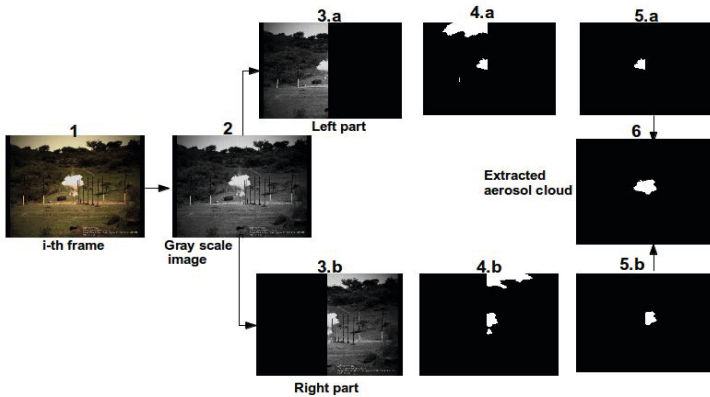 3.a
4.a
5.a
Left part
1
2
6
Extracted
aerosol cloud
i-th frame
Gray scale
image
3.b
4.b
5.b
Right part